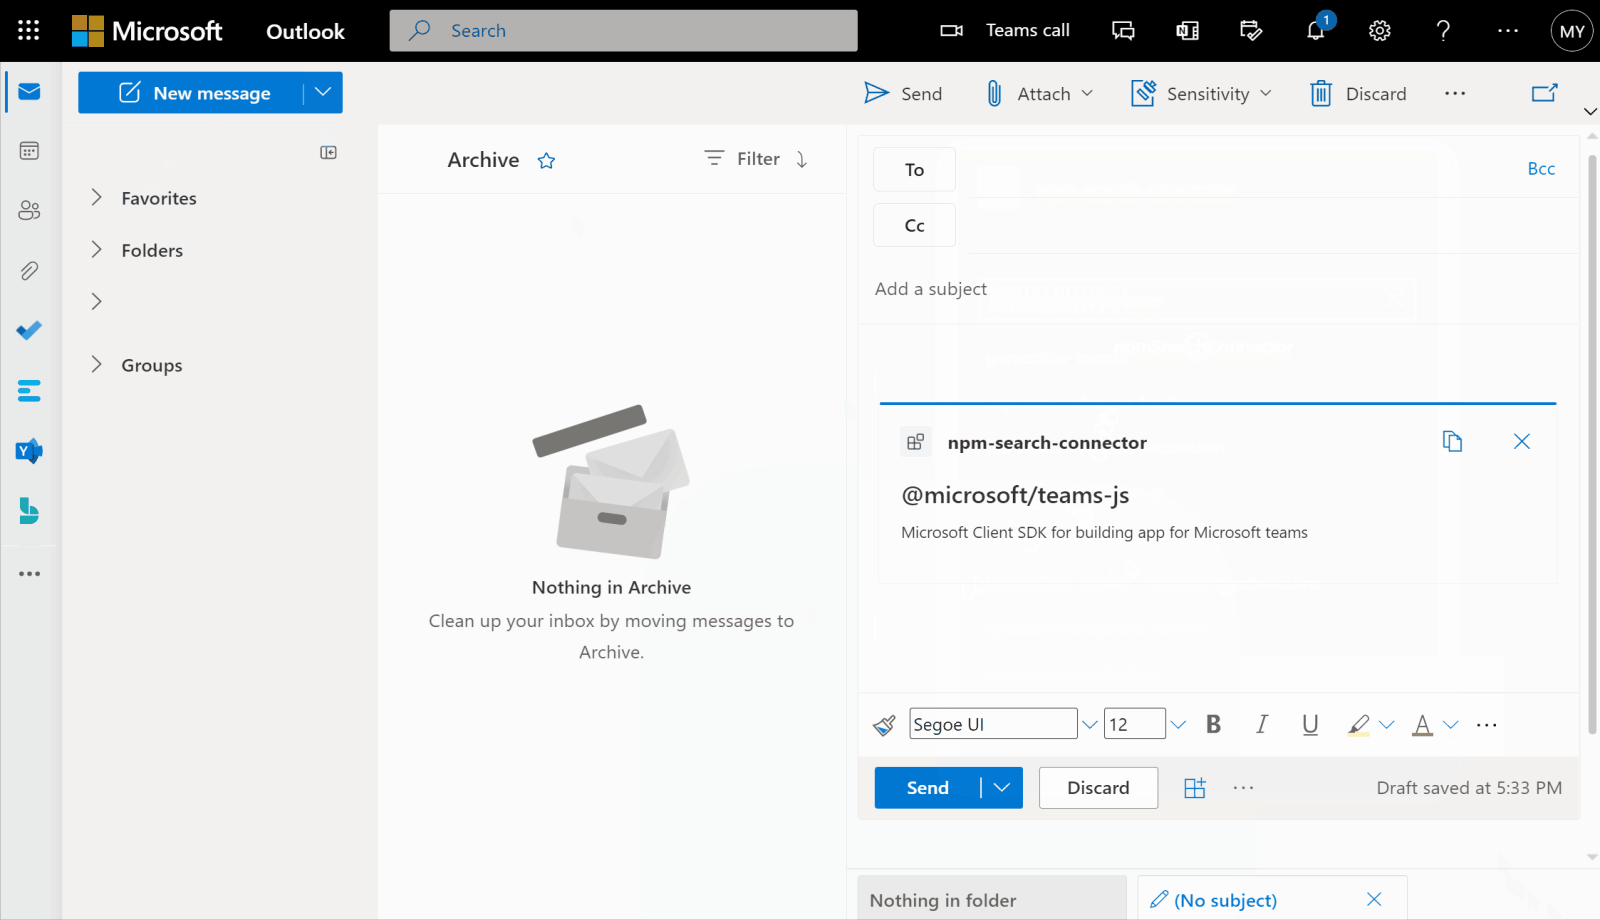 Microsoft
Outlook
Search
Teams call
1
MY
New message
Send
Attach
Sensitivity
Discard
Archive
Filter
Favorites
Folders
Groups
Nothing in Archive
Clean up your inbox by moving messages to
Archive.
To
Bcc
Cc
Add a subject
npm-search-connector
@microsoft/teams-js
Microsoft Client SDK for building app for Microsoft teams
Segoe UI
12
B
I
U
A
Send
Discard
Draft saved at 5:33 PM
Nothing in folder
(No subject)